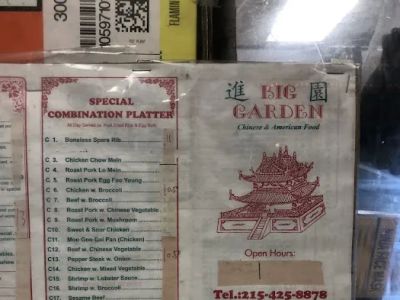 FLAMIN
SPECIAL
COMBINATION PLATTER
C 1. Boneless Spare Rib
C 3. Chicken Chow Mein
C 4. Roast Pork Lo Mein
C 5. Roast Pork Egg Foo Young
C 6. Chicken w. Broccoli
C 7. Beef w. Broccoli
C 8. Roast Pork w. Chinese Vegetable
C 9. Roast Pork w. Mushroom
C10. Sweet & Sour Chicken
C11. Moo Goo Gai Pan (Chicken)
C12. Beef w. Chinese Vegetable
C13. Pepper Steak w. Onion
C14. Chicken w. Mixed Vegetable
C15. Shrimp w. Lobster Sauce
C16. Shrimp w. Broccoli
C17. Sesame Beef
進 BIG 園
GARDEN
Chinese & American Food
Open Hours:
Tel.:215-425-8878